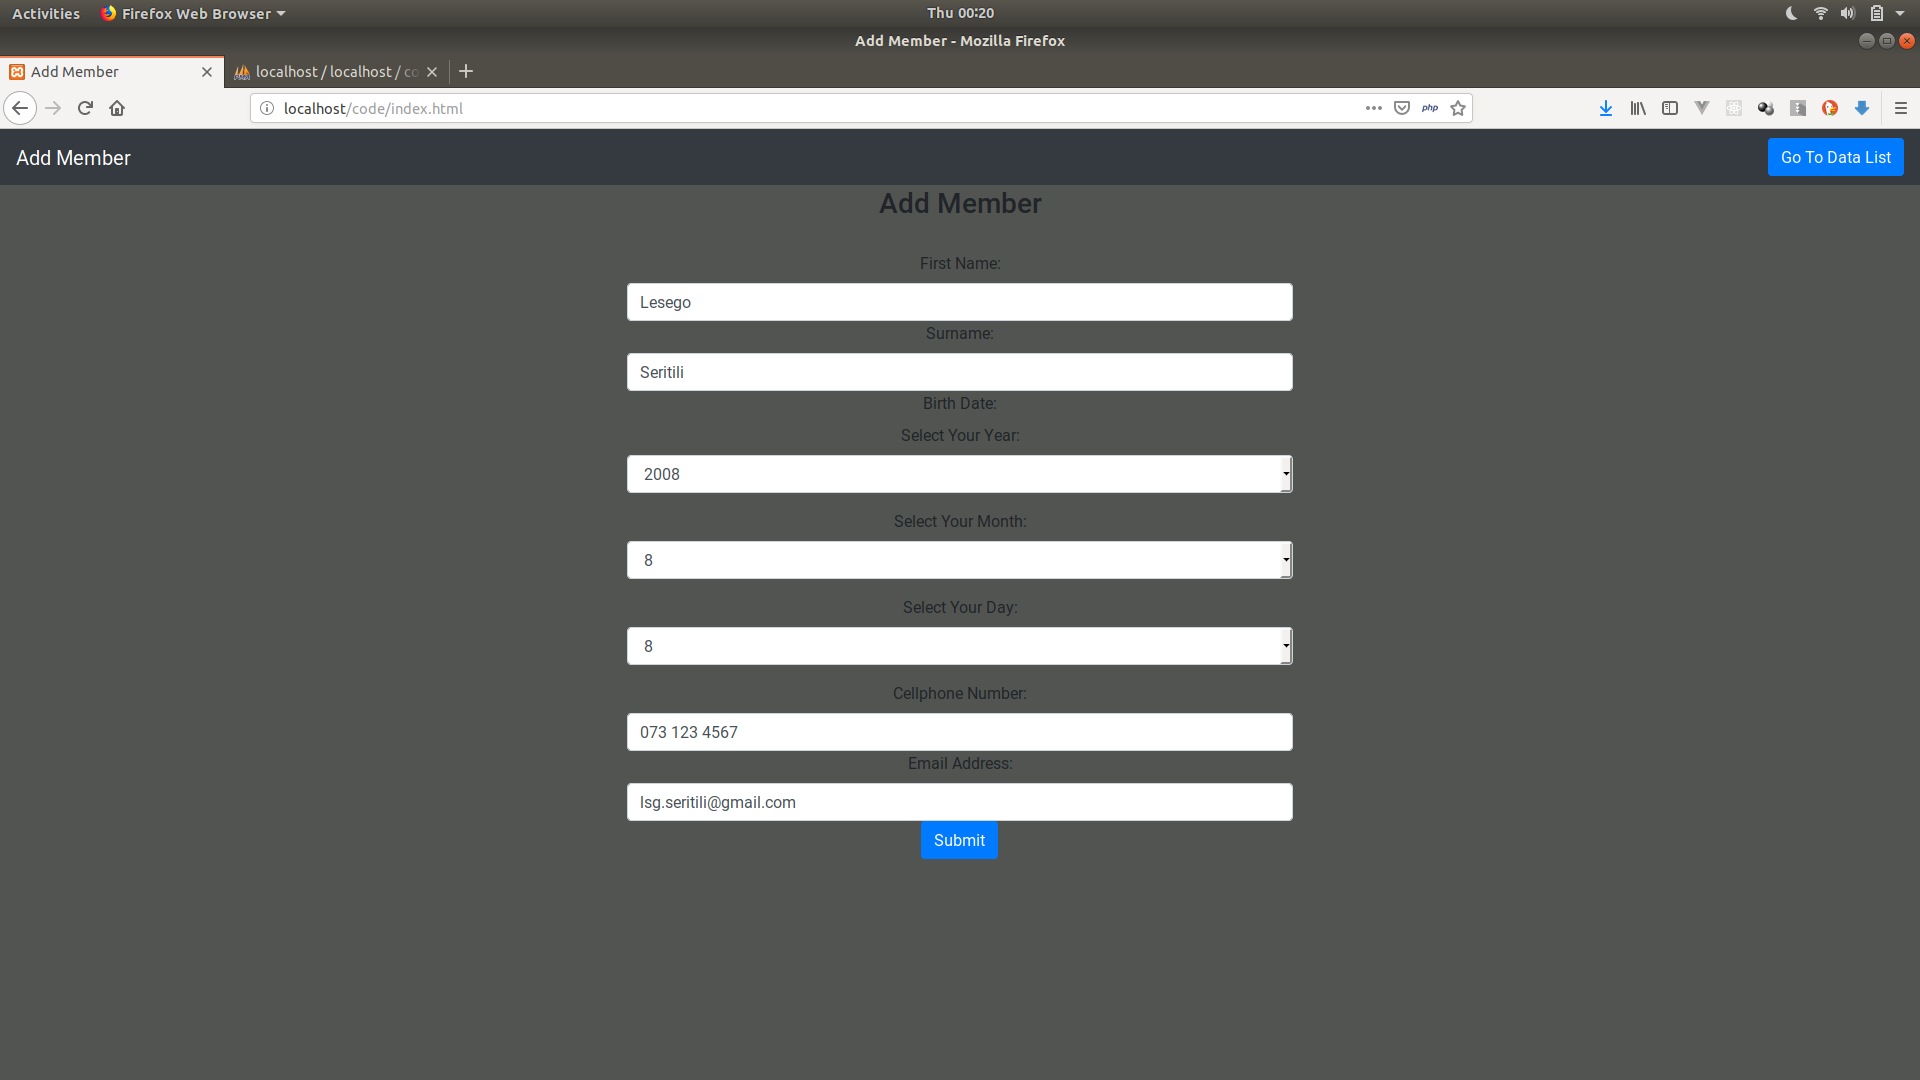 Activities
Firefox Web Browser
Thu 00:20
Add Member - Mozilla Firefox
Add Member
localhost / localhost / co
localhost/code/index.html
php
Add Member
Go To Data List
Add Member
First Name:
Lesego
Surname:
Seritili
Birth Date:
Select Your Year:
2008
Select Your Month:
8
Select Your Day:
8
Cellphone Number:
073 123 4567
Email Address:
lsg.seritili@gmail.com
Submit